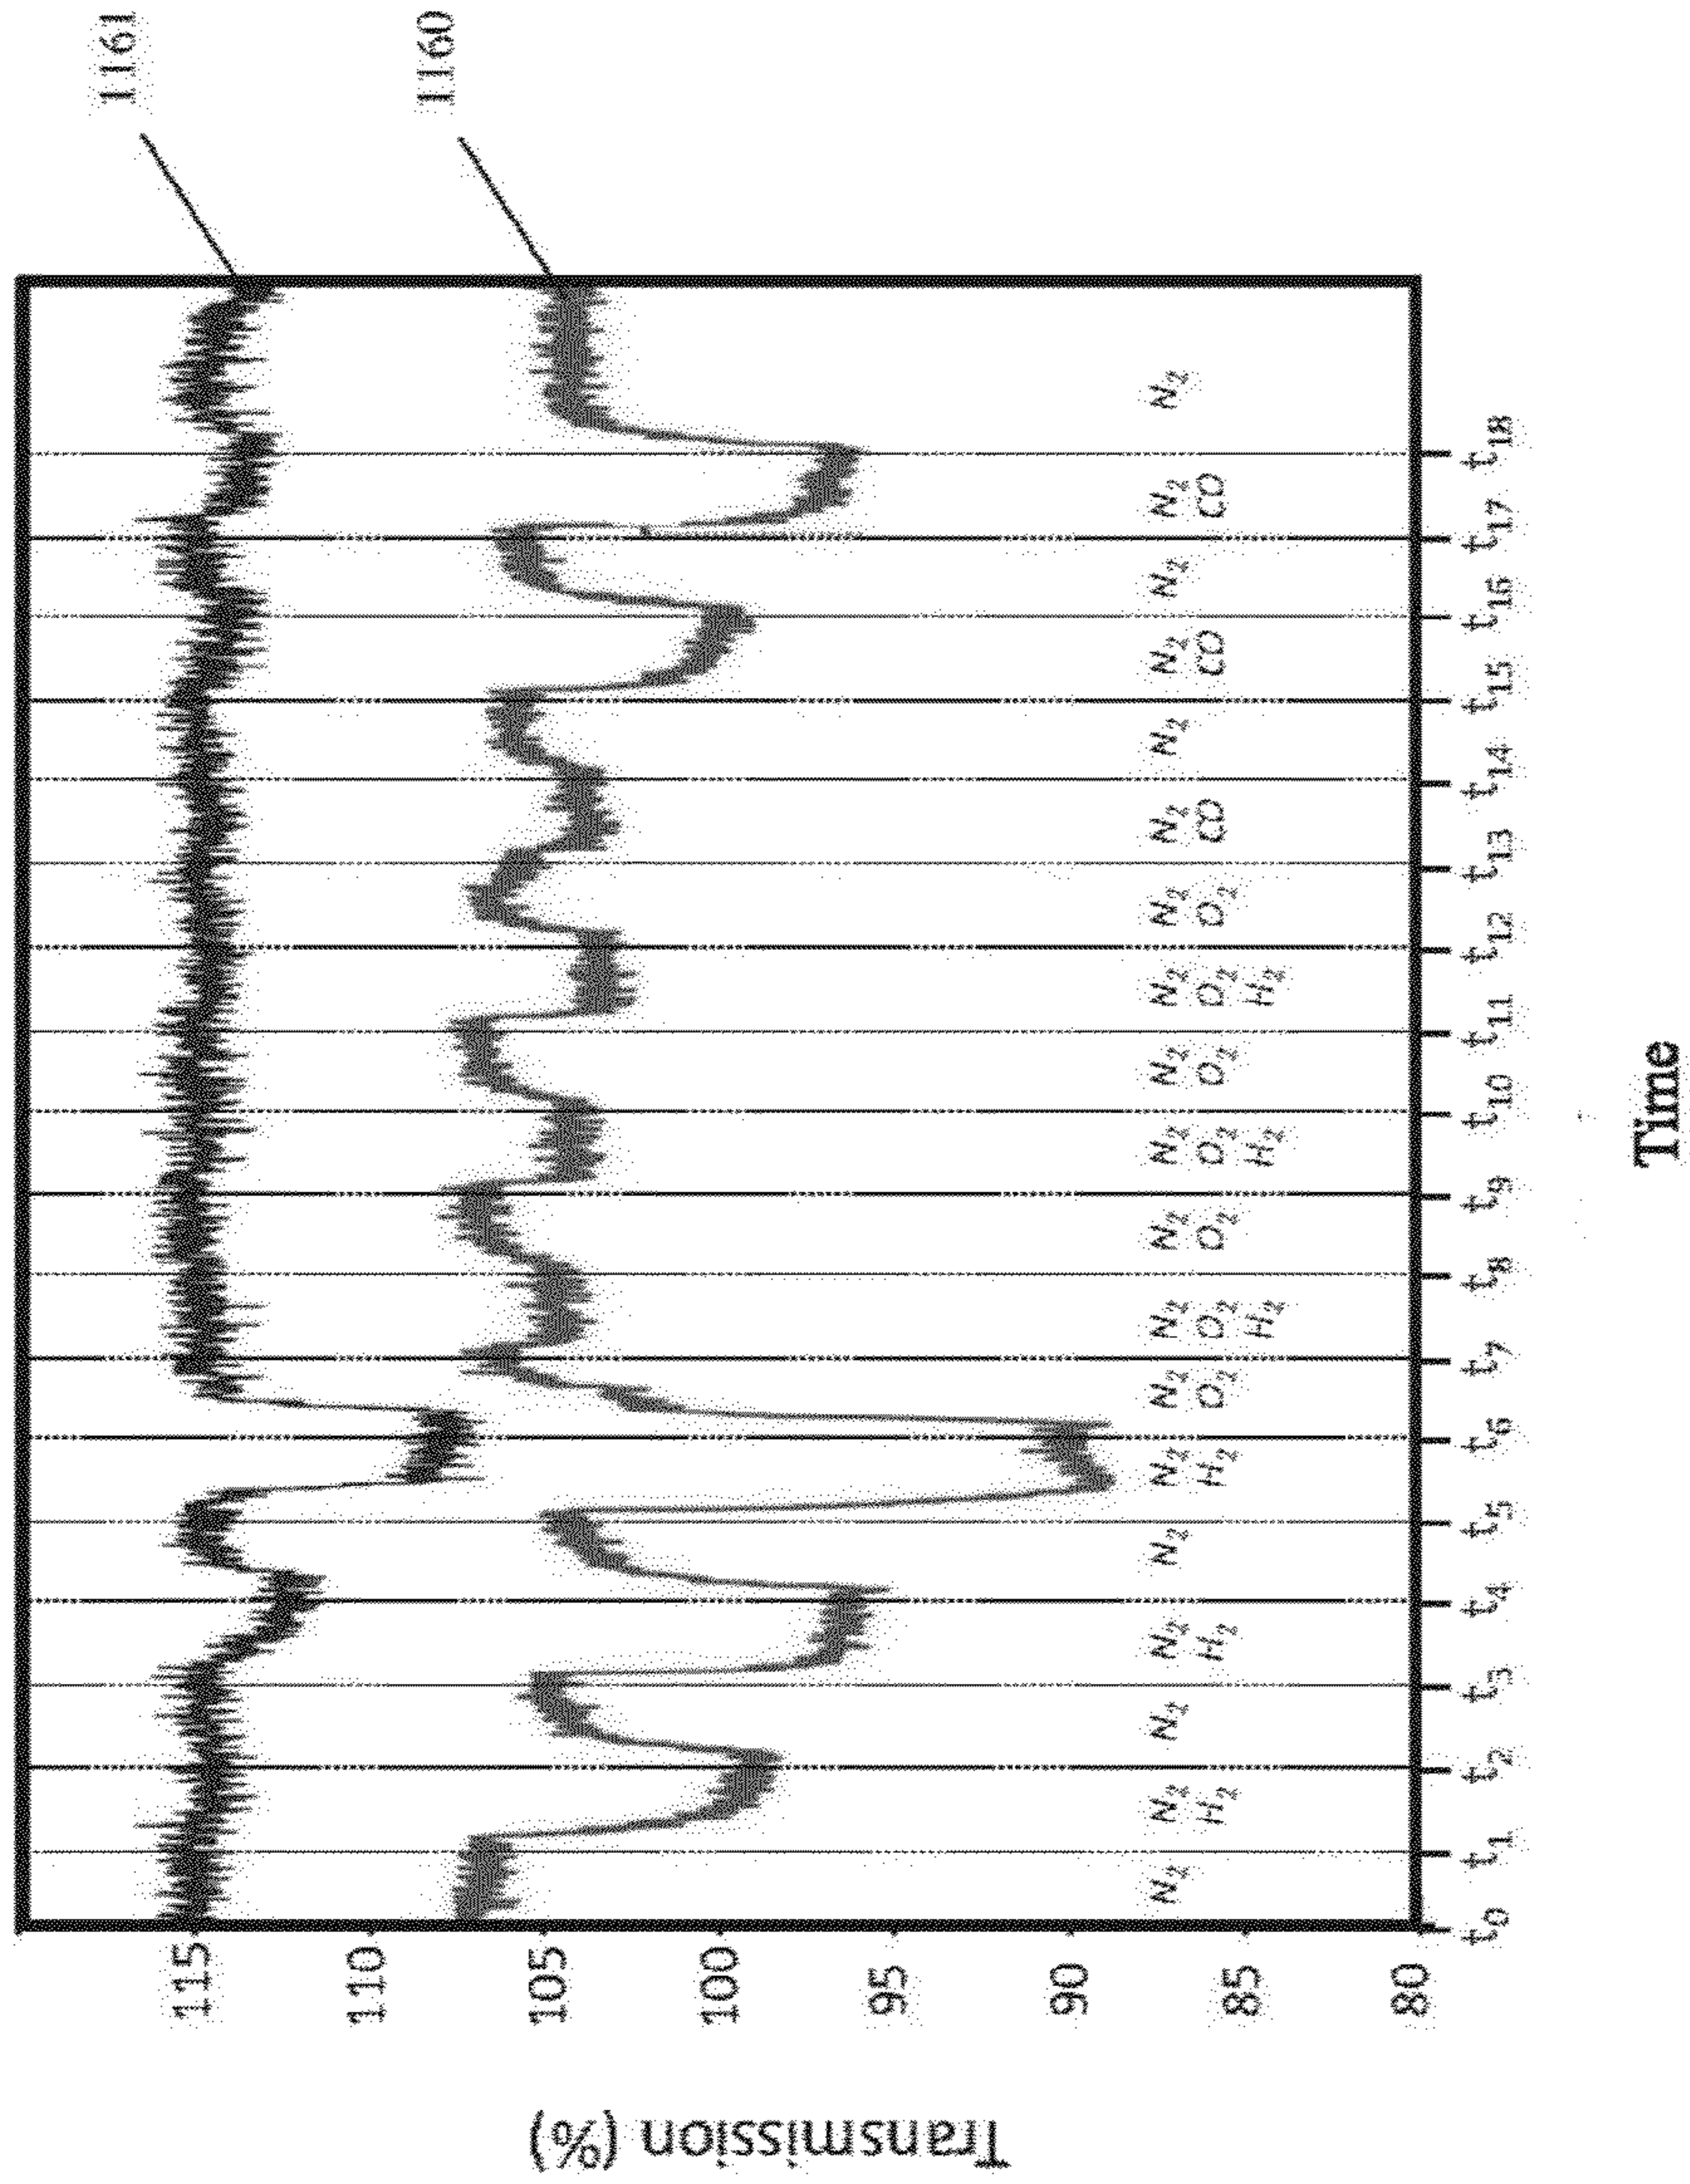 1161
1160
Transmission (%)
115
110
105
100
95
90
85
80
N₂
N₂
H₂
N₂
N₂
H₂
N₂
N₂
H₂
N₂
O₂
N₂
O₂
H₂
N₂
O₂
N₂
O₂
H₂
N₂
O₂
N₂
O₂
H₂
N₂
O₂
N₂
CO
N₂
N₂
CO
N₂
N₂
CO
N₂
t₀ t₁ t₂ t₃ t₄ t₅ t₆ t₇ t₈ t₉ t₁₀ t₁₁ t₁₂ t₁₃ t₁₄ t₁₅ t₁₆ t₁₇ t₁₈
Time